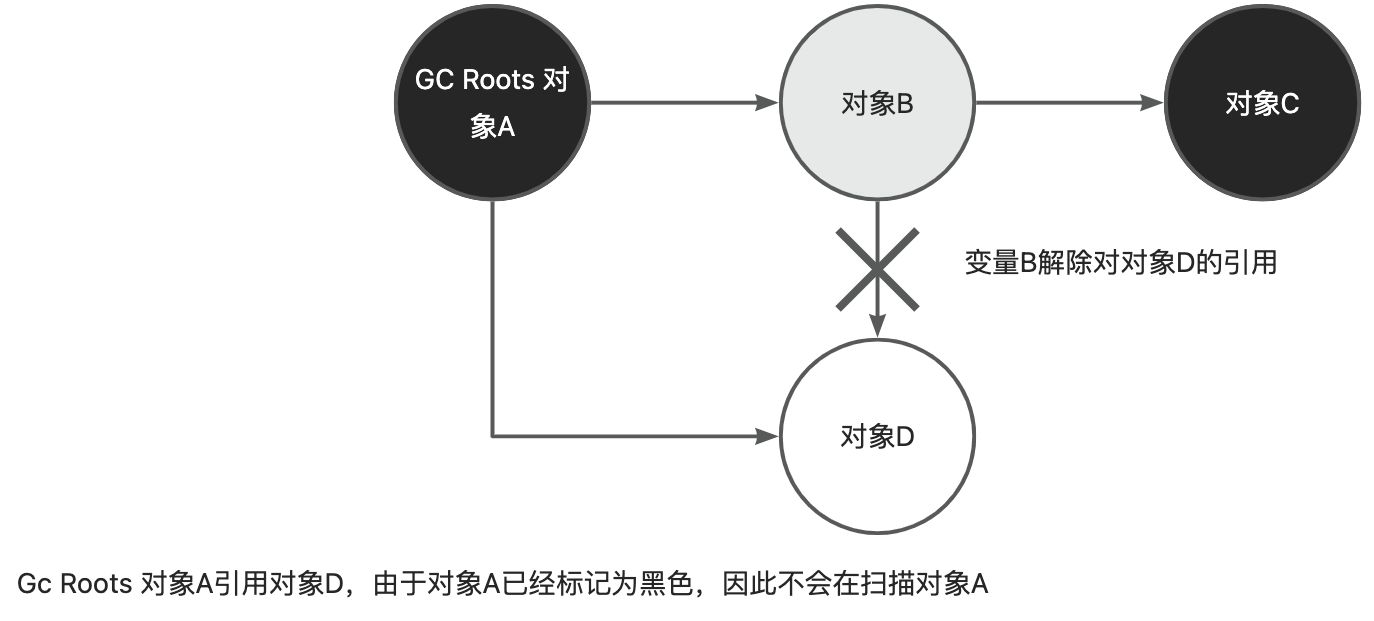 GC Roots 对
象A
对象B
对象C
变量B解除对对象D的引用
对象D
Gc Roots 对象A引用对象D，由于对象A已经标记为黑色，因此不会在扫描对象A